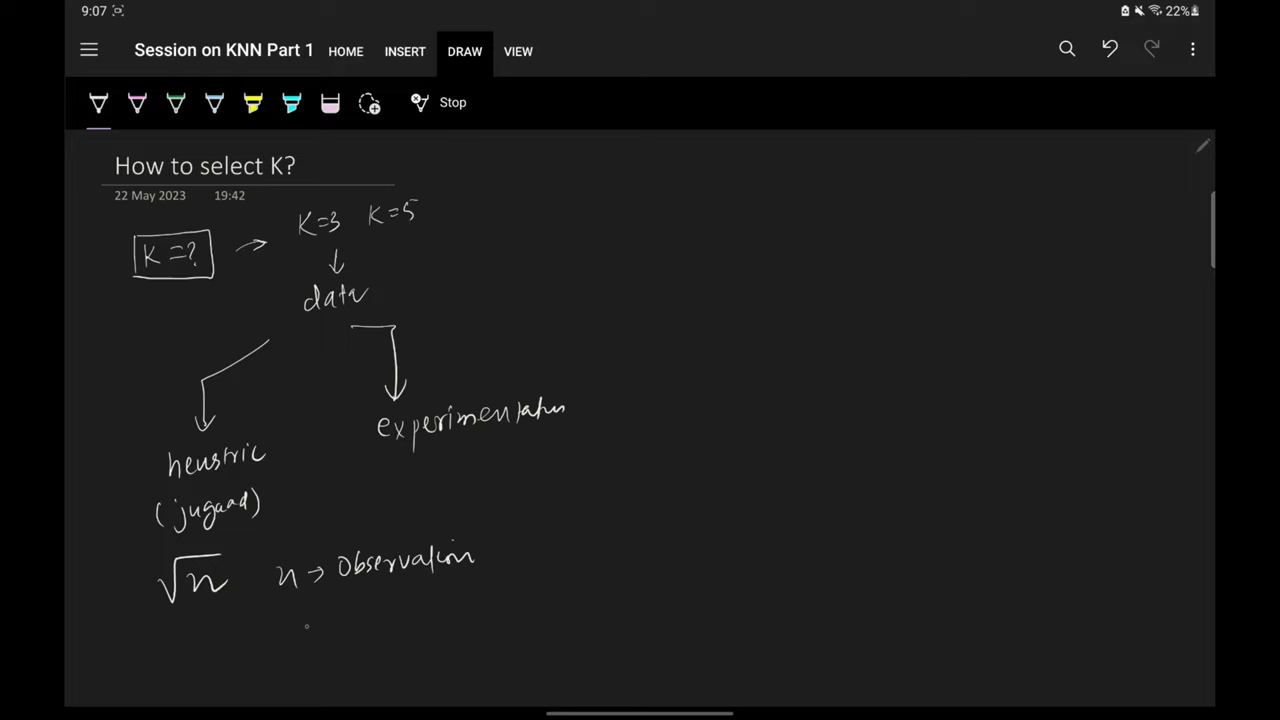 9:07 22%
Session on KNN Part 1 HOME INSERT DRAW VIEW
Stop
How to select K?
22 May 2023 19:42
K=3 K=5
K=?
data
experimentation
heustric
(jugaad)
√n n → Observation